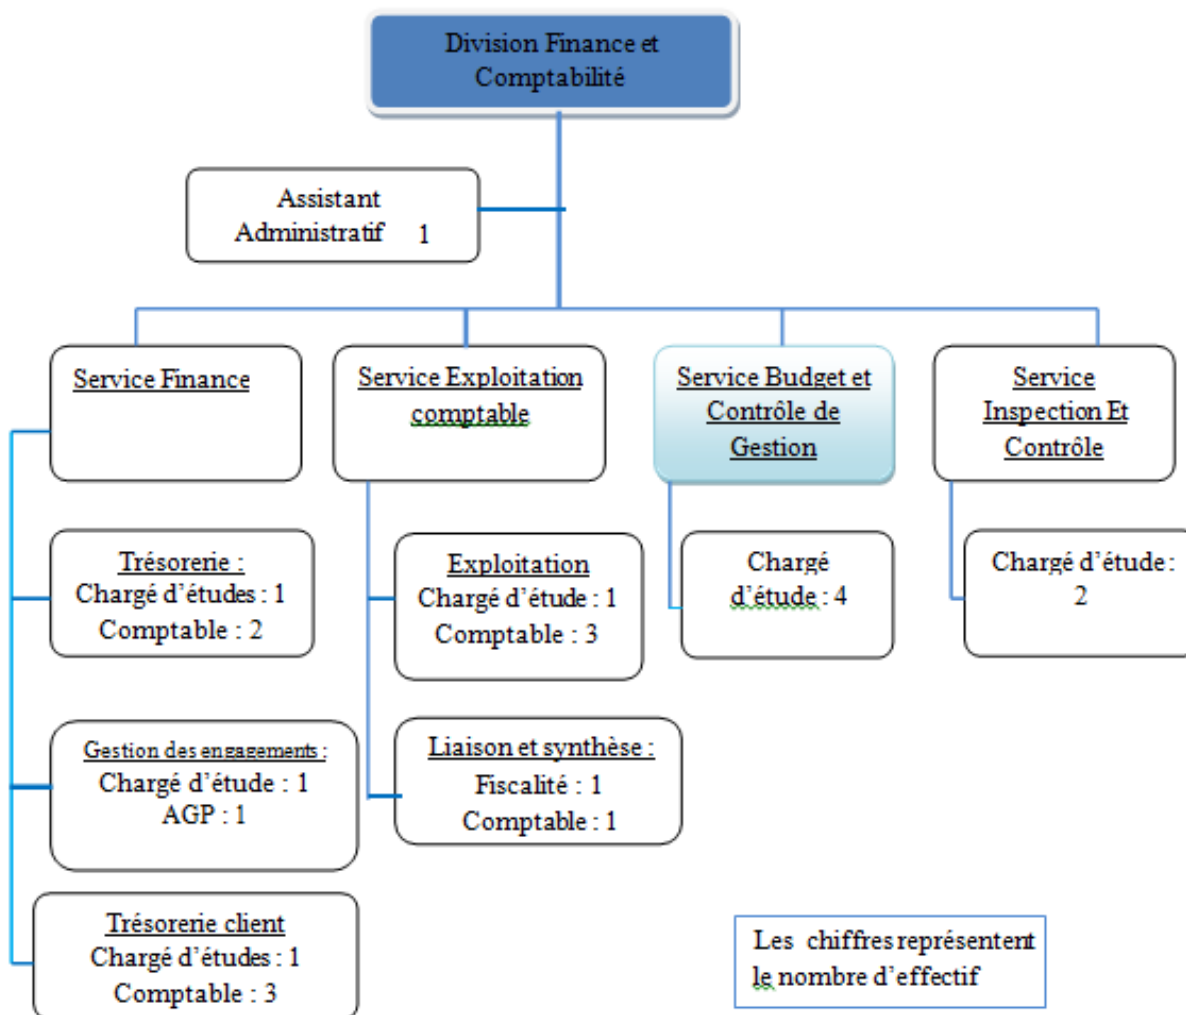 Division Finance et
Comptabilité
Assistant
Administratif 1
Service Finance
Service Exploitation
comptable
Service Budget et
Contrôle de
Gestion
Service
Inspection Et
Contrôle
Trésorerie :
Chargé d'études : 1
Comptable : 2
Exploitation
Chargé d'étude : 1
Comptable : 3
Chargé
d'étude : 4
Chargé d'étude :
2
Gestion des engagements :
Chargé d'étude : 1
AGP : 1
Liaison et synthèse :
Fiscalité : 1
Comptable : 1
Trésorerie client
Chargé d'études : 1
Comptable : 3
Les chiffres représentent
le nombre d'effectif